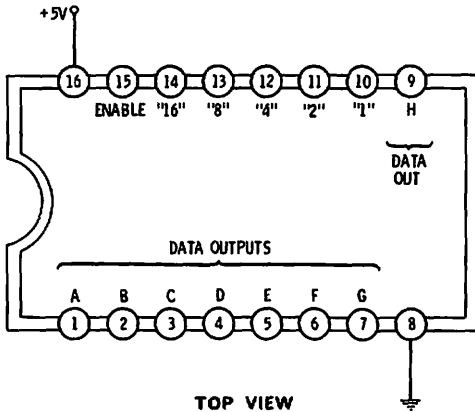 +5V
16 15 14 13 12 11 10 9
ENABLE "16" "8" "4" "2" "1" H
DATA
OUT
DATA OUTPUTS
A B C D E F G
1 2 3 4 5 6 7 8
TOP VIEW